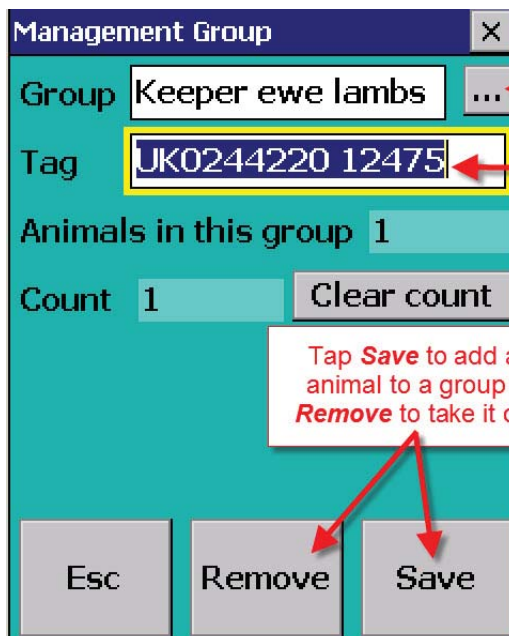 Management Group
Group Keeper ewe lambs ...
Tag UK0244220 12475
Animals in this group 1
Count 1 Clear count
Tap Save to add a
animal to a group
Remove to take it o
Esc Remove Save